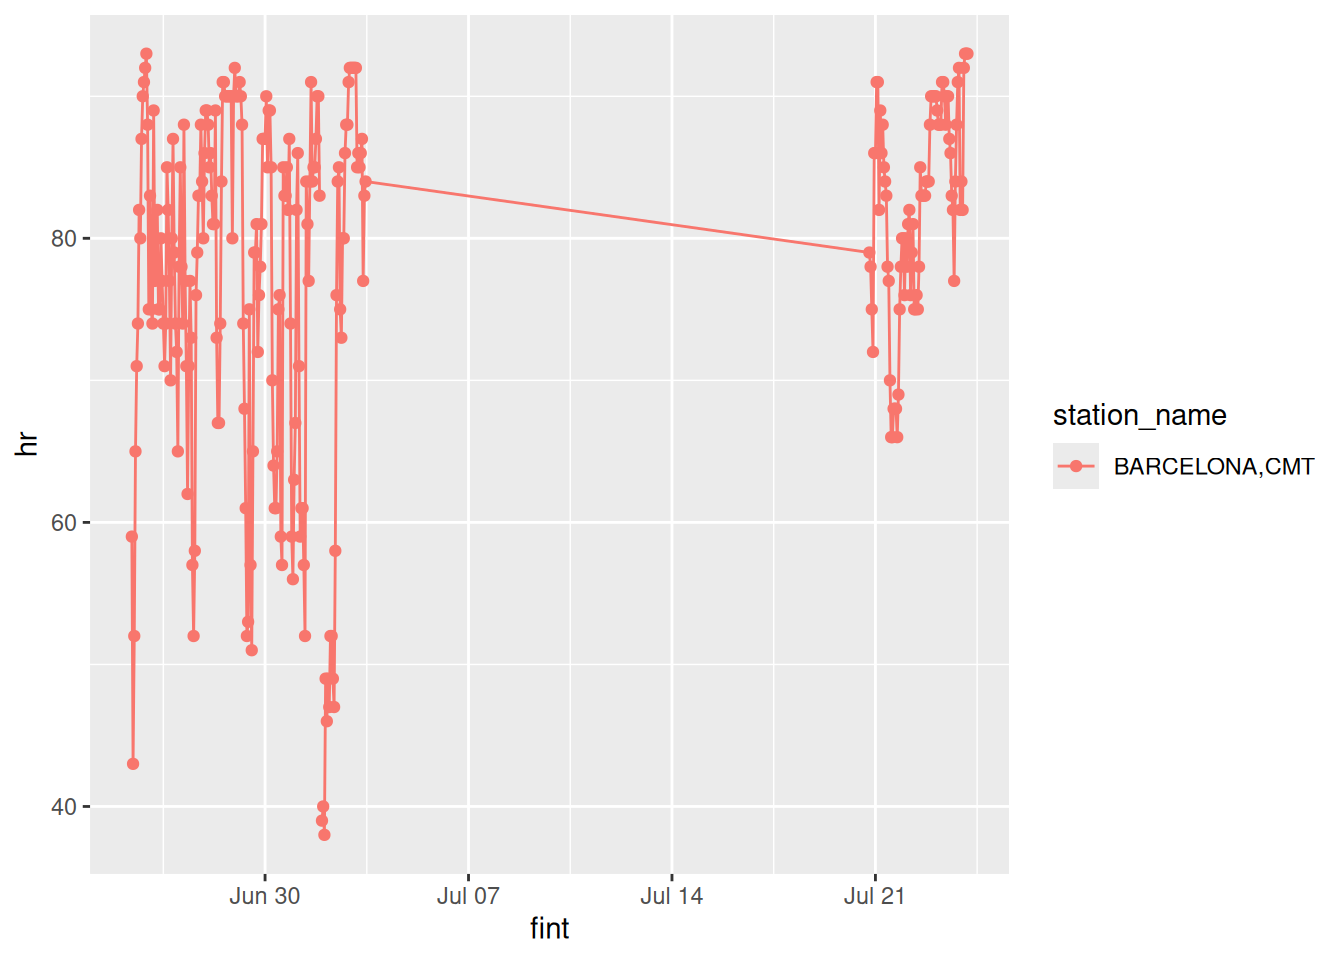 80
60
40
hr
Jun 30
Jul 07
Jul 14
Jul 21
fint
station_name
BARCELONA,CMT